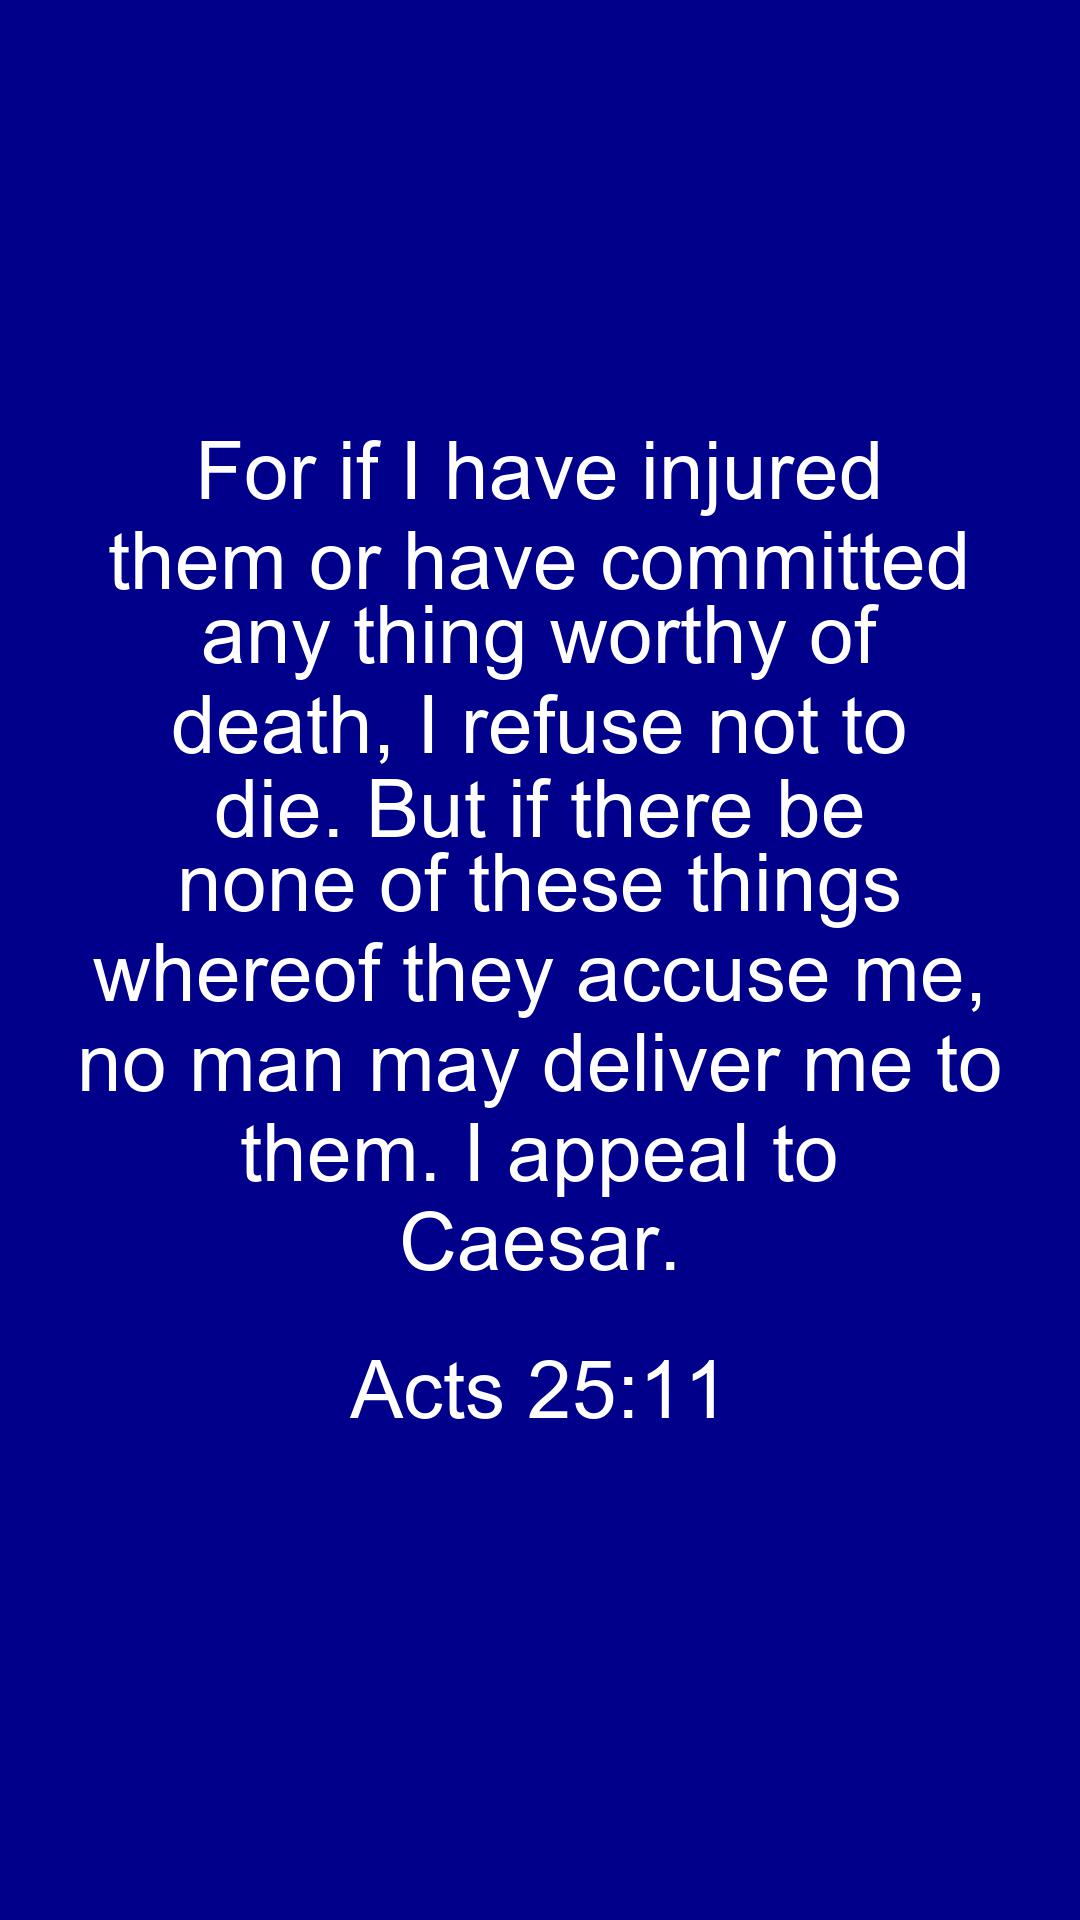 For if I have injured
them or have committed
any thing worthy of
death, I refuse not to
die. But if there be
none of these things
whereof they accuse me,
no man may deliver me to
them. I appeal to
Caesar.
Acts 25:11